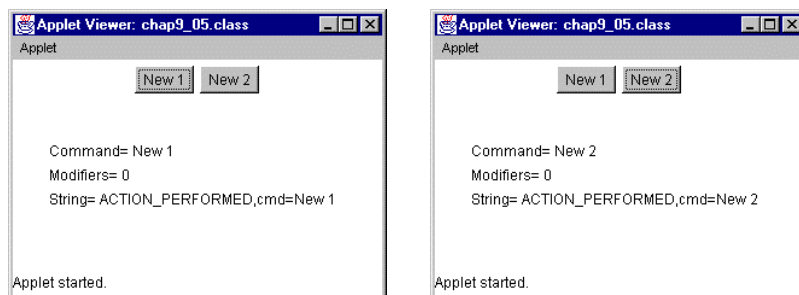 Applet Viewer: chap9_05.class
Applet
New 1 New 2
Command= New 1
Modifiers= 0
String= ACTION_PERFORMED,cmd=New 1
Applet started.
Applet Viewer: chap9_05.class
Applet
New 1 New 2
Command= New 2
Modifiers= 0
String= ACTION_PERFORMED,cmd=New 2
Applet started.